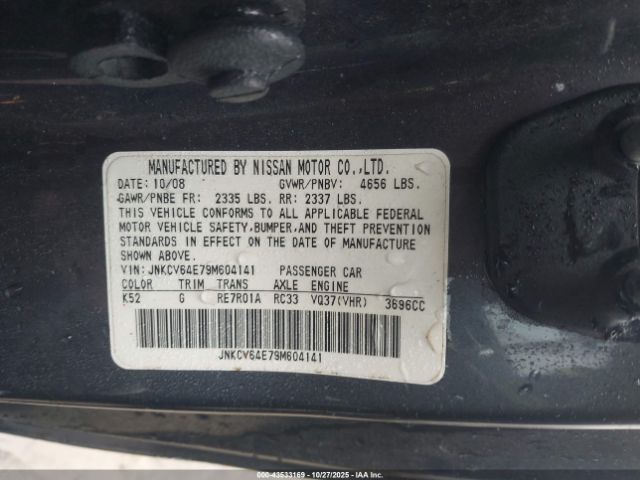 MANUFACTURED BY NISSAN MOTOR CO.,LTD.
DATE: 10/08 GVWR/PNBV: 4656 LBS.
GAWR/PNBE FR: 2335 LBS. RR: 2337 LBS.
THIS VEHICLE CONFORMS TO ALL APPLICABLE FEDERAL
MOTOR VEHICLE SAFETY, BUMPER, AND THEFT PREVENTION
STANDARDS IN EFFECT ON THE DATE OF MANUFACTURE
SHOWN ABOVE.
VIN: JNKCV64E79M604141 PASSENGER CAR
COLOR TRIM TRANS AXLE ENGINE
K52 G RE7R01A RC33 VQ37(VHR) 3696CC
JNKCV64E79M604141
000-43533169 - 10/27/2025 - IAAI.COM